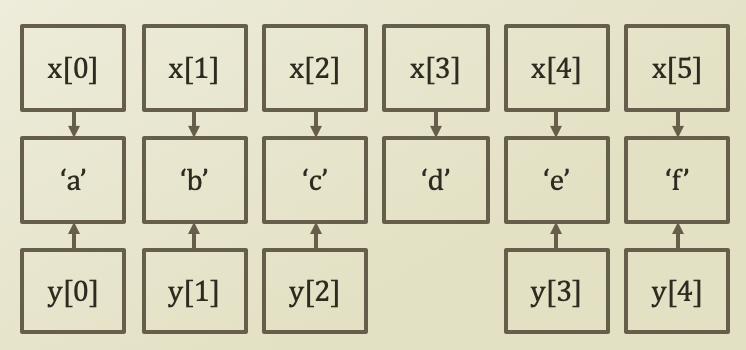 x[0] x[1] x[2] x[3] x[4] x[5]
‘a’ ‘b’ ‘c’ ‘d’ ‘e’ ‘f’
y[0] y[1] y[2] y[3] y[4]